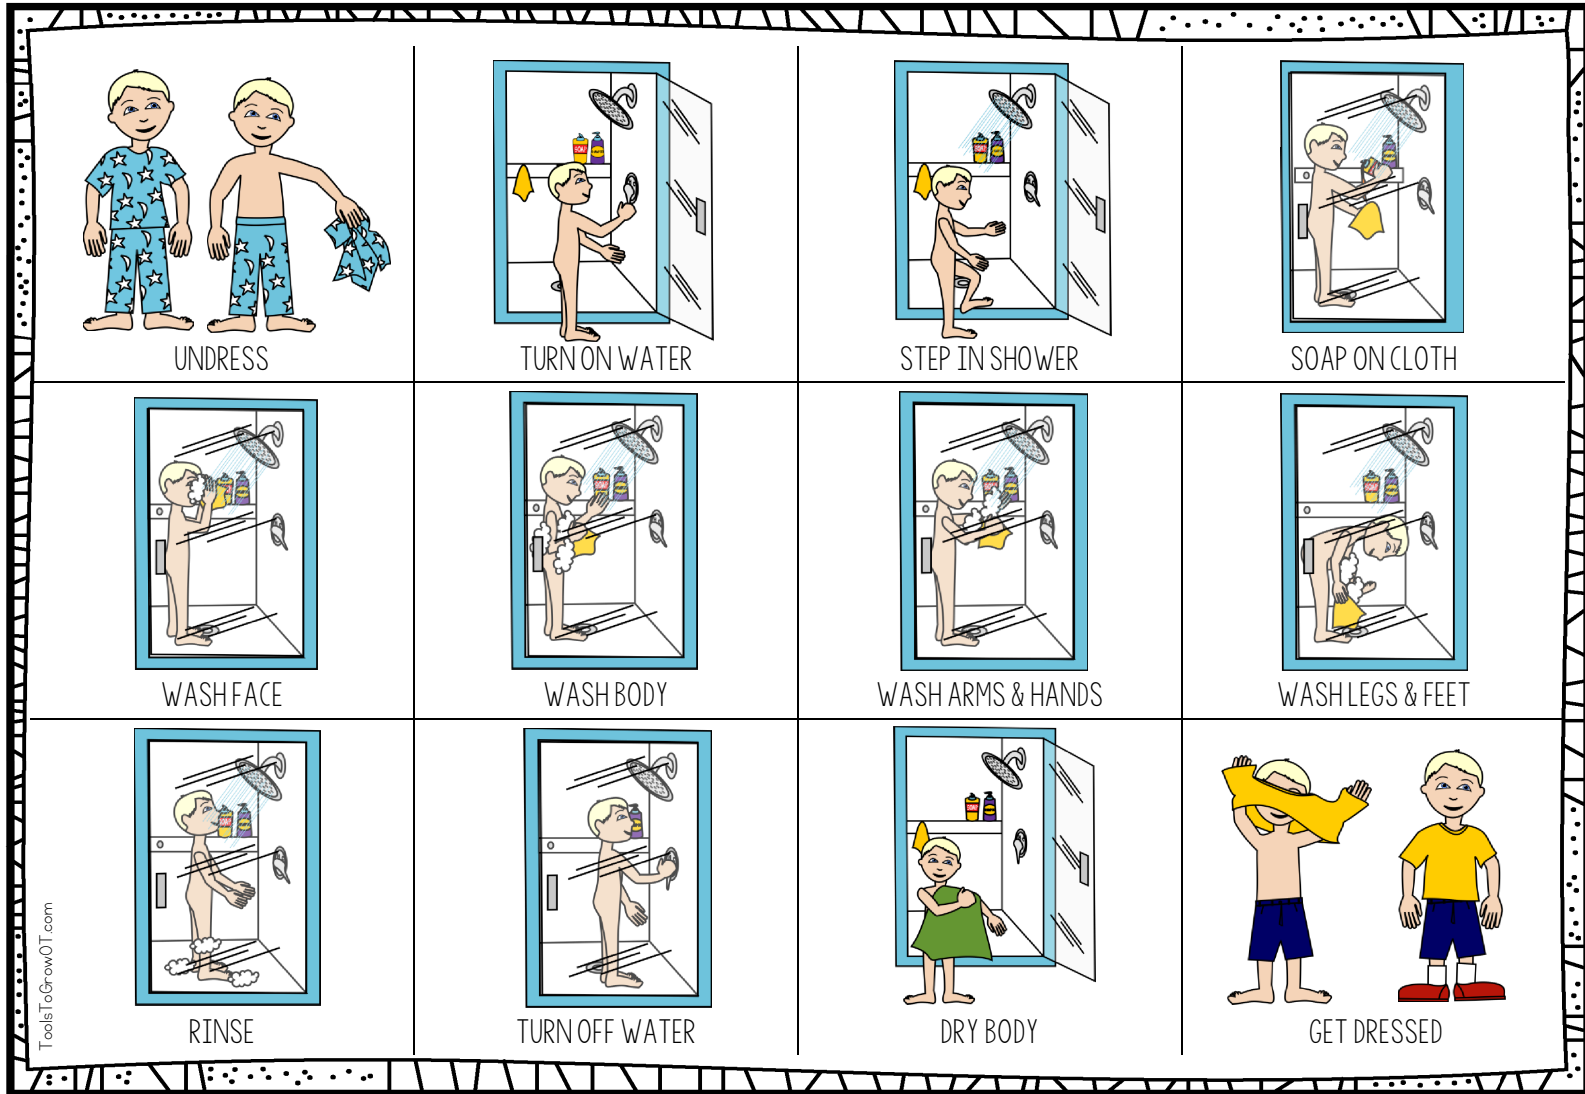 UNDRESS
TURN ON WATER
STEP IN SHOWER
SOAP ON CLOTH
WASH FACE
WASH BODY
WASH ARMS & HANDS
WASH LEGS & FEET
RINSE
TURN OFF WATER
DRY BODY
GET DRESSED
ToolsToGrowOT.com
SOAP